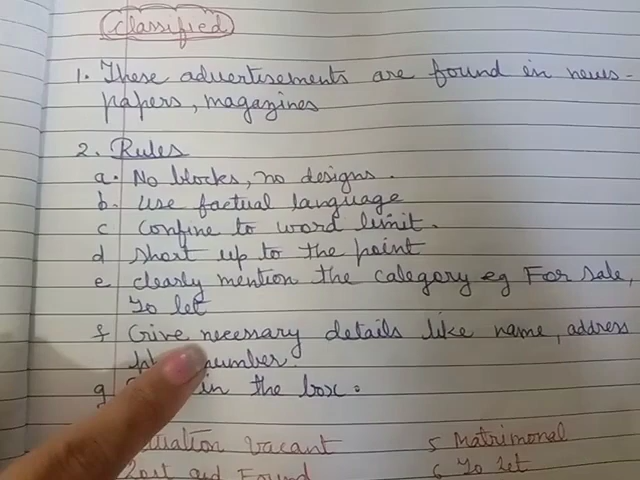 Classified
1. These advertisements are found in news-
papers, magazines
2. Rules
a. No blocks, no designs.
b. Use factual language
c Confine to word limit.
d Short up to the point
e clearly mention the category eg For Sale,
To let
f Give necessary details like name, address
number.
g in the box.
Vacant
5 Matrimonal
Lost and Found
6 To Let